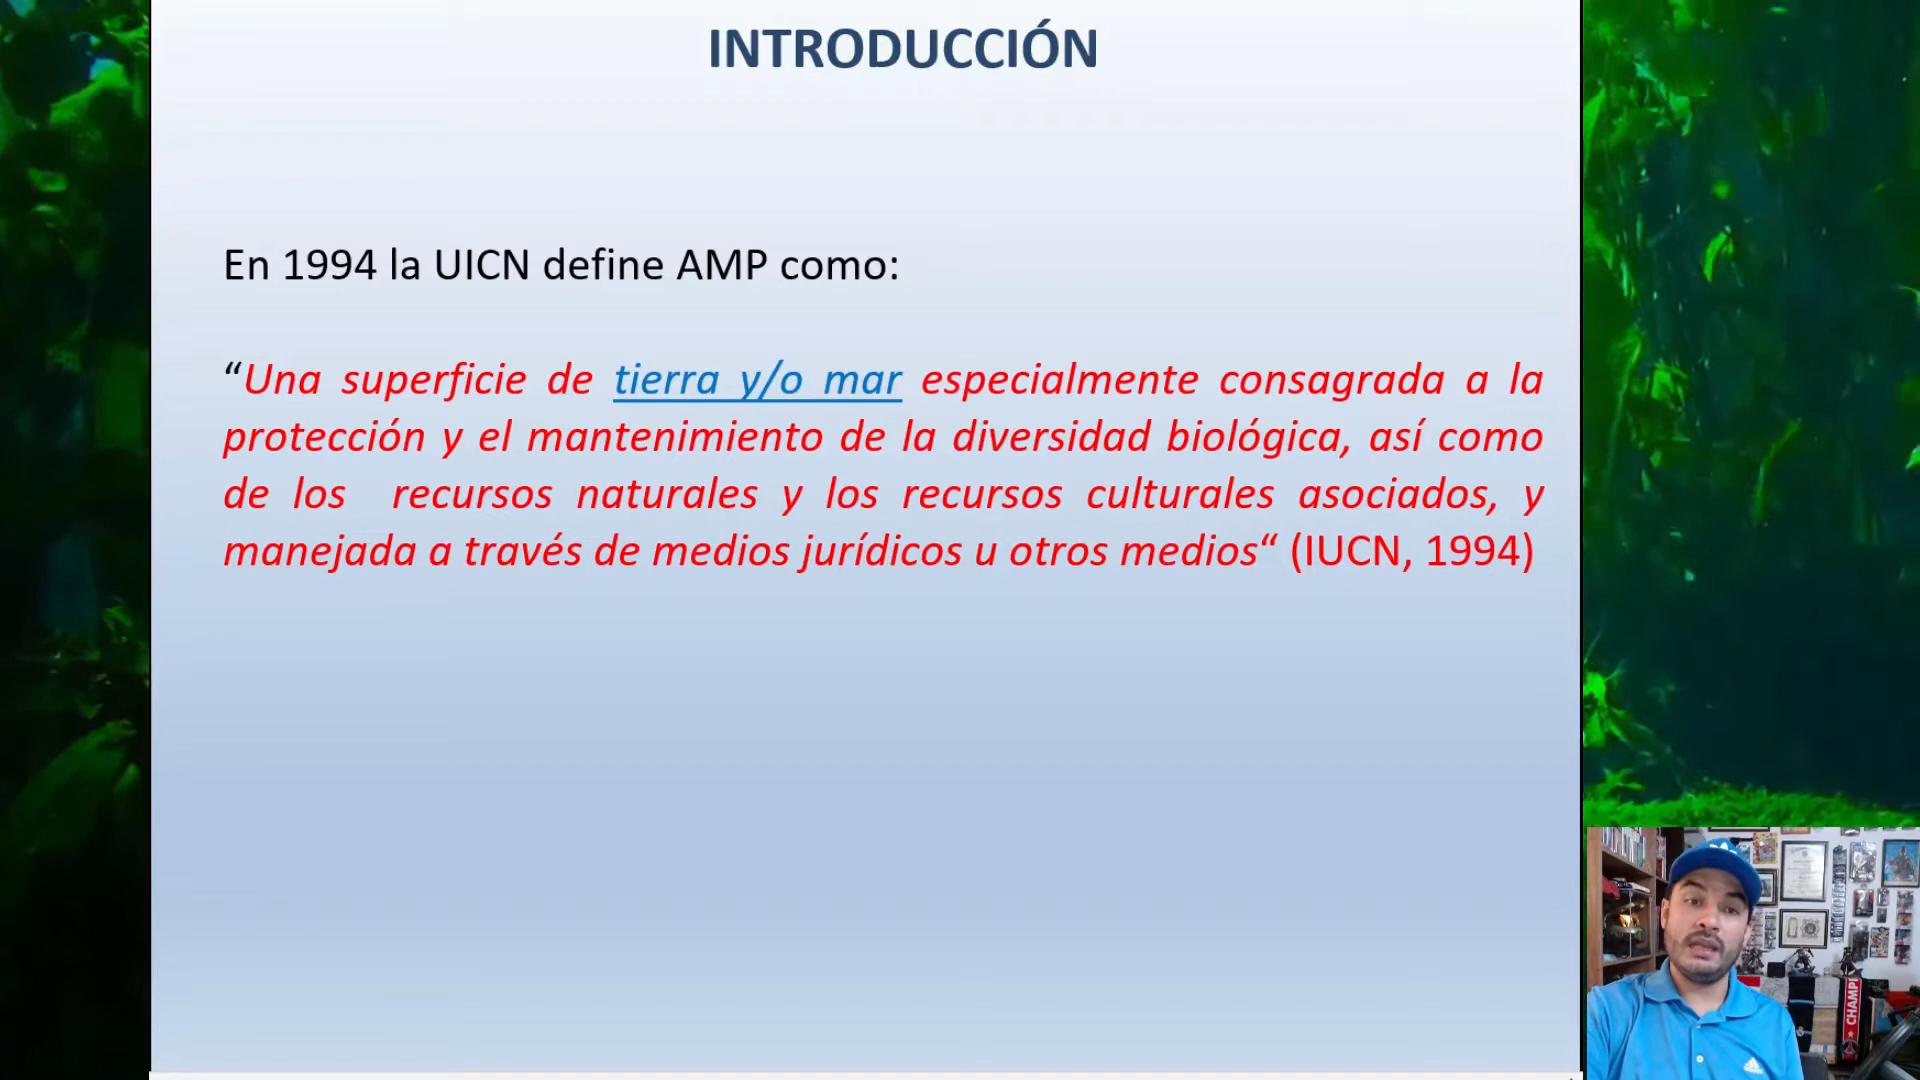 INTRODUCCIÓN
En 1994 la UICN define AMP como:
“Una superficie de tierra y/o mar especialmente consagrada a la
protección y el mantenimiento de la diversidad biológica, así como
de los recursos naturales y los recursos culturales asociados, y
manejada a través de medios jurídicos u otros medios“ (IUCN, 1994)
CHAMPI